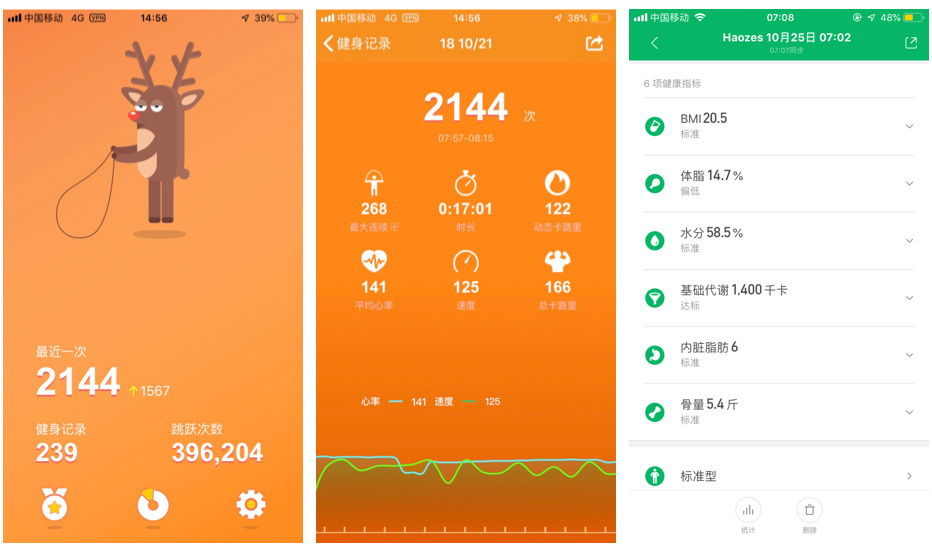 中国移动 4G VPN 14:56 39%
最近一次
2144 1567
健身记录 跳跃次数
239 396,204
中国移动 4G VPN 14:56 38%
健身记录 18 10/21
2144 次
07:57-08:15
268 0:17:01 122
最大连续 时长 动态卡路里
141 125 166
平均心率 速度 总卡路里
心率 141 速度 125
中国移动 07:08 48%
Haozes 10月25日 07:02
07:07同步
6 项健康指标
BMI 20.5
标准
体脂 14.7 %
偏低
水分 58.5 %
标准
基础代谢 1,400 千卡
达标
内脏脂肪 6
标准
骨量 5.4 斤
标准
标准型
统计 删除